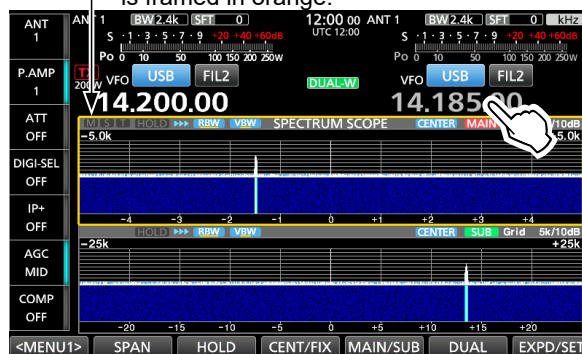 is framed in orange.
ANT
1
ANT 1 BW 2.4k SFT 0 12:00 00 ANT 1 BW 2.4k SFT 0 kHz
S 1 · 3 · 5 · 7 · 9 +20 +40 +60dB UTC 12:00 S 1 · 3 · 5 · 7 · 9 +20 +40 +60dB
Po 0 10 50 100 150 200 250W Po 0 10 50 100 150 200 250W
P.AMP
1
TX
200W VFO USB FIL2 DUAL-W VFO USB FIL2
14.200.00 14.185.00
ATT
OFF
M S L T HOLD RBW VBW SPECTRUM SCOPE CENTER MAIN /10dB
-5.0k 5.0k
DIGI-SEL
OFF
IP+
OFF
-4 -3 -2 -1 0 +1 +2 +3 +4
HOLD RBW VBW CENTER SUB Grid 5k/10dB
-25k +25k
AGC
MID
COMP
OFF
-20 -15 -10 -5 0 +5 +10 +15 +20
<MENU1> SPAN HOLD CENT/FIX MAIN/SUB DUAL EXPD/SET